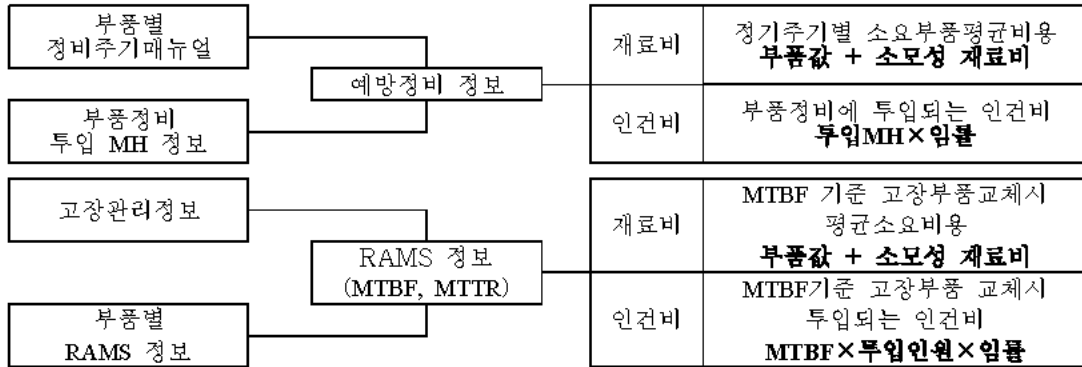 부품별
정비주기매뉴얼
부품정비
투입 MH 정보
예방정비 정보
재료비
정기주기별 소요부품평균비용
부품값 + 소모성 재료비
인건비
부품정비에 투입되는 인건비
투입MH×임률
고장관리정보
부품별
RAMS 정보
RAMS 정보
(MTBF, MTTR)
재료비
MTBF 기준 고장부품교체시
평균소요비용
부품값 + 소모성 재료비
인건비
MTBF기준 고장부품 교체시
투입되는 인건비
MTBF×투입인원×임률